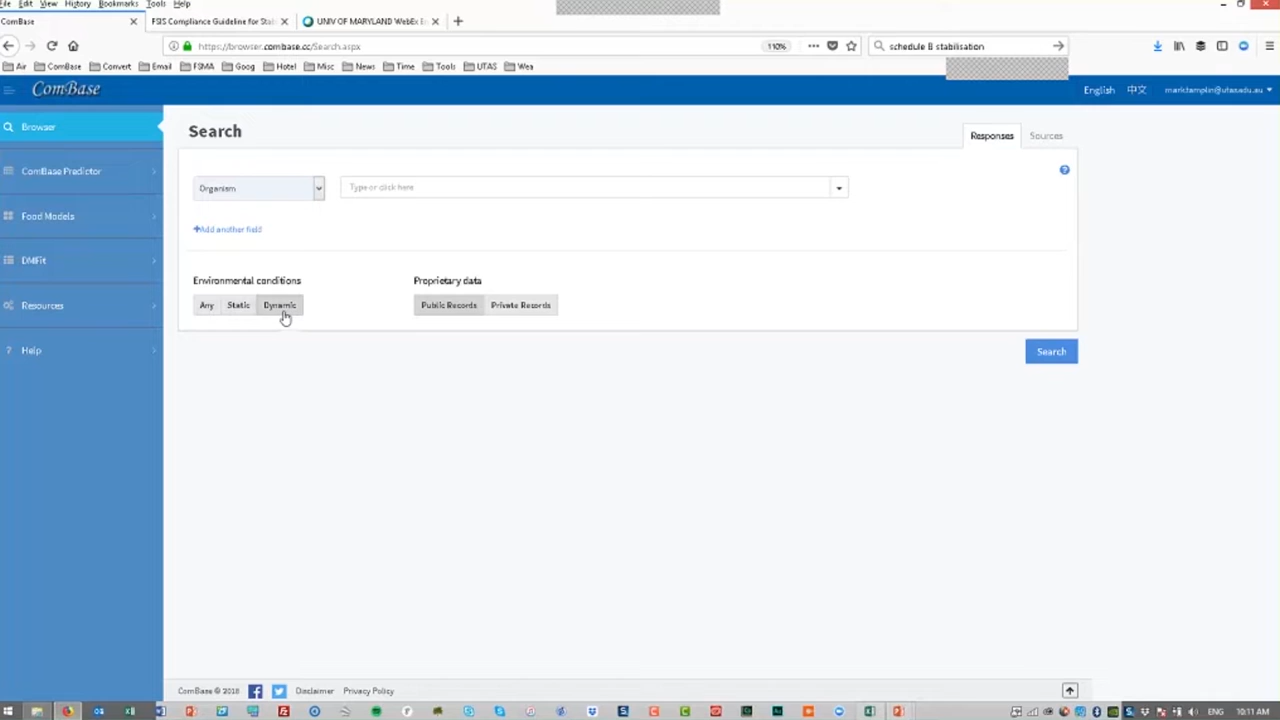 File Edit View History Bookmarks Tools Help
ComBase
FSIS Compliance Guideline for Stab
UNIV OF MARYLAND WebEx E
https://browser.combase.cc/Search.aspx
110%
schedule B stabilisation
Air ComBase Convert Email FSMA Goog Hotel Misc News Time Tools UTAS Wea
ComBase
English 中文
Browser
ComBase Predictor
Food Models
DMFit
Resources
? Help
Search
Responses Sources
Organism
Type or click here
+Add another field
Environmental conditions
Proprietary data
Any Static Dynamic
Public Records Private Records
Search
ComBase © 2018 Disclaimer Privacy Policy
ENG 10:11 AM